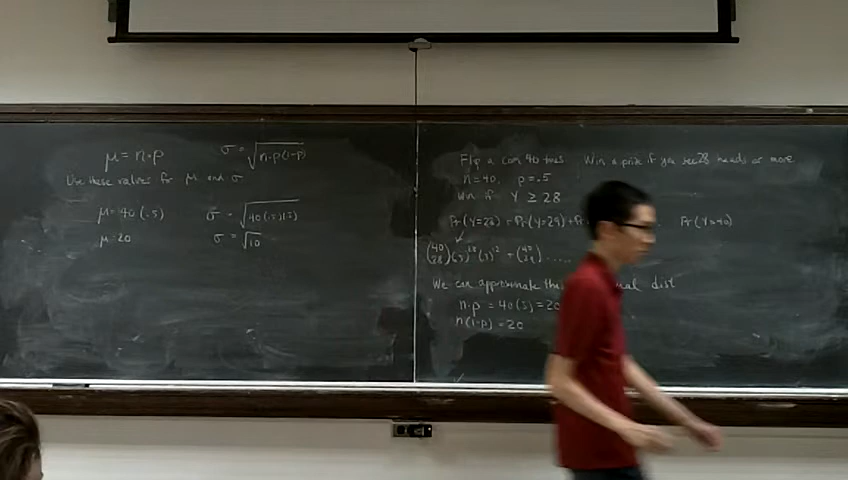 μ = n·p
σ = √n·p(1-p)
Use these values for μ and σ
μ = 40 (.5)
σ = √40(.5)(.5)
μ = 20
σ = √10
Flip a coin 40 times Win a prize if you see 28 heads or more
n = 40, p = .5
Win if Y ≥ 28
Pr(Y=28) + Pr(Y=29) + Pr(Y=40)
(40 28)(.5)^28(.5)^12 + (40 29) .....
We can approximate dist
n·p = 40(.5) = 20
n(1-p) = 20